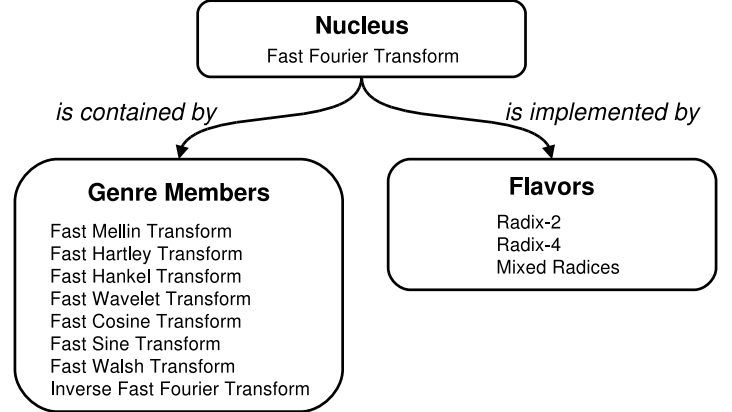 Nucleus
Fast Fourier Transform
is contained by
is implemented by
Genre Members
Fast Mellin Transform
Fast Hartley Transform
Fast Hankel Transform
Fast Wavelet Transform
Fast Cosine Transform
Fast Sine Transform
Fast Walsh Transform
Inverse Fast Fourier Transform
Flavors
Radix-2
Radix-4
Mixed Radices